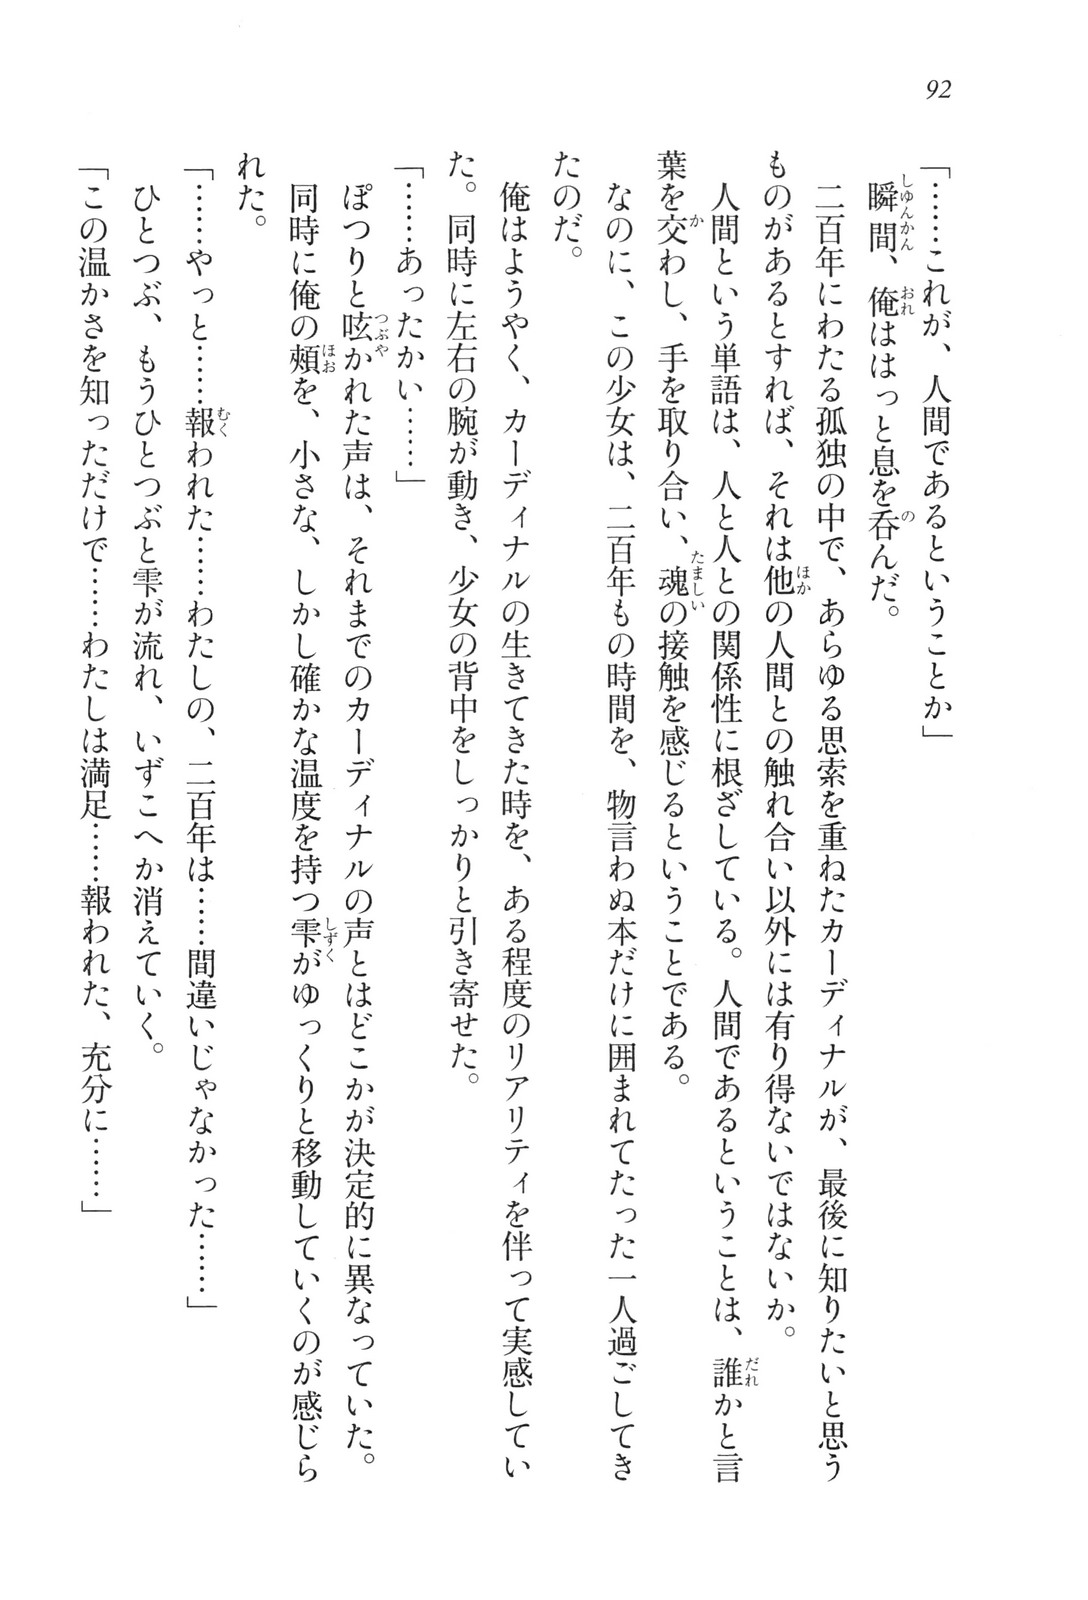 92
「……これが、人間であるということか」
瞬間、俺ははっと息を呑んだ。
二百年にわたる孤独の中で、あらゆる思索を重ねたカーディナルが、最後に知りたいと思う
ものがあるとすれば、それは他の人間との触れ合い以外には有り得ないではないか。
人間という単語は、人と人との関係性に根ざしている。人間であるということは、誰かと言
葉を交わし、手を取り合い、魂の接触を感じるということである。
なのに、この少女は、二百年もの時間を、物言わぬ本だけに囲まれてたった一人過ごしてき
たのだ。
俺はようやく、カーディナルの生きてきた時を、ある程度のリアリティを伴って実感してい
た。同時に左右の腕が動き、少女の背中をしっかりと引き寄せた。
「……あったかい……」
ぽつりと呟かれた声は、それまでのカーディナルの声とはどこかが決定的に異なっていた。
同時に俺の頬を、小さな、しかし確かな温度を持つ雫がゆっくりと移動していくのが感じら
れた。
「……やっと……報われた……わたしの、二百年は……間違いじゃなかった……」
ひとつぶ、もうひとつぶと雫が流れ、いずこへか消えていく。
「この温かさを知っただけで……わたしは満足……報われた、充分に……」